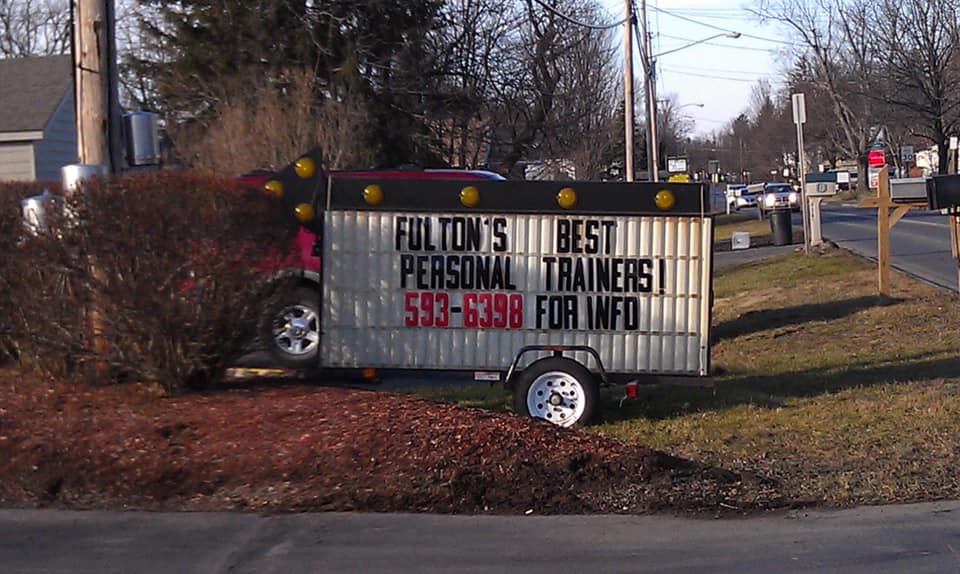 FULTON'S BEST
PERSONAL TRAINERS!
593-6398 FOR INFO